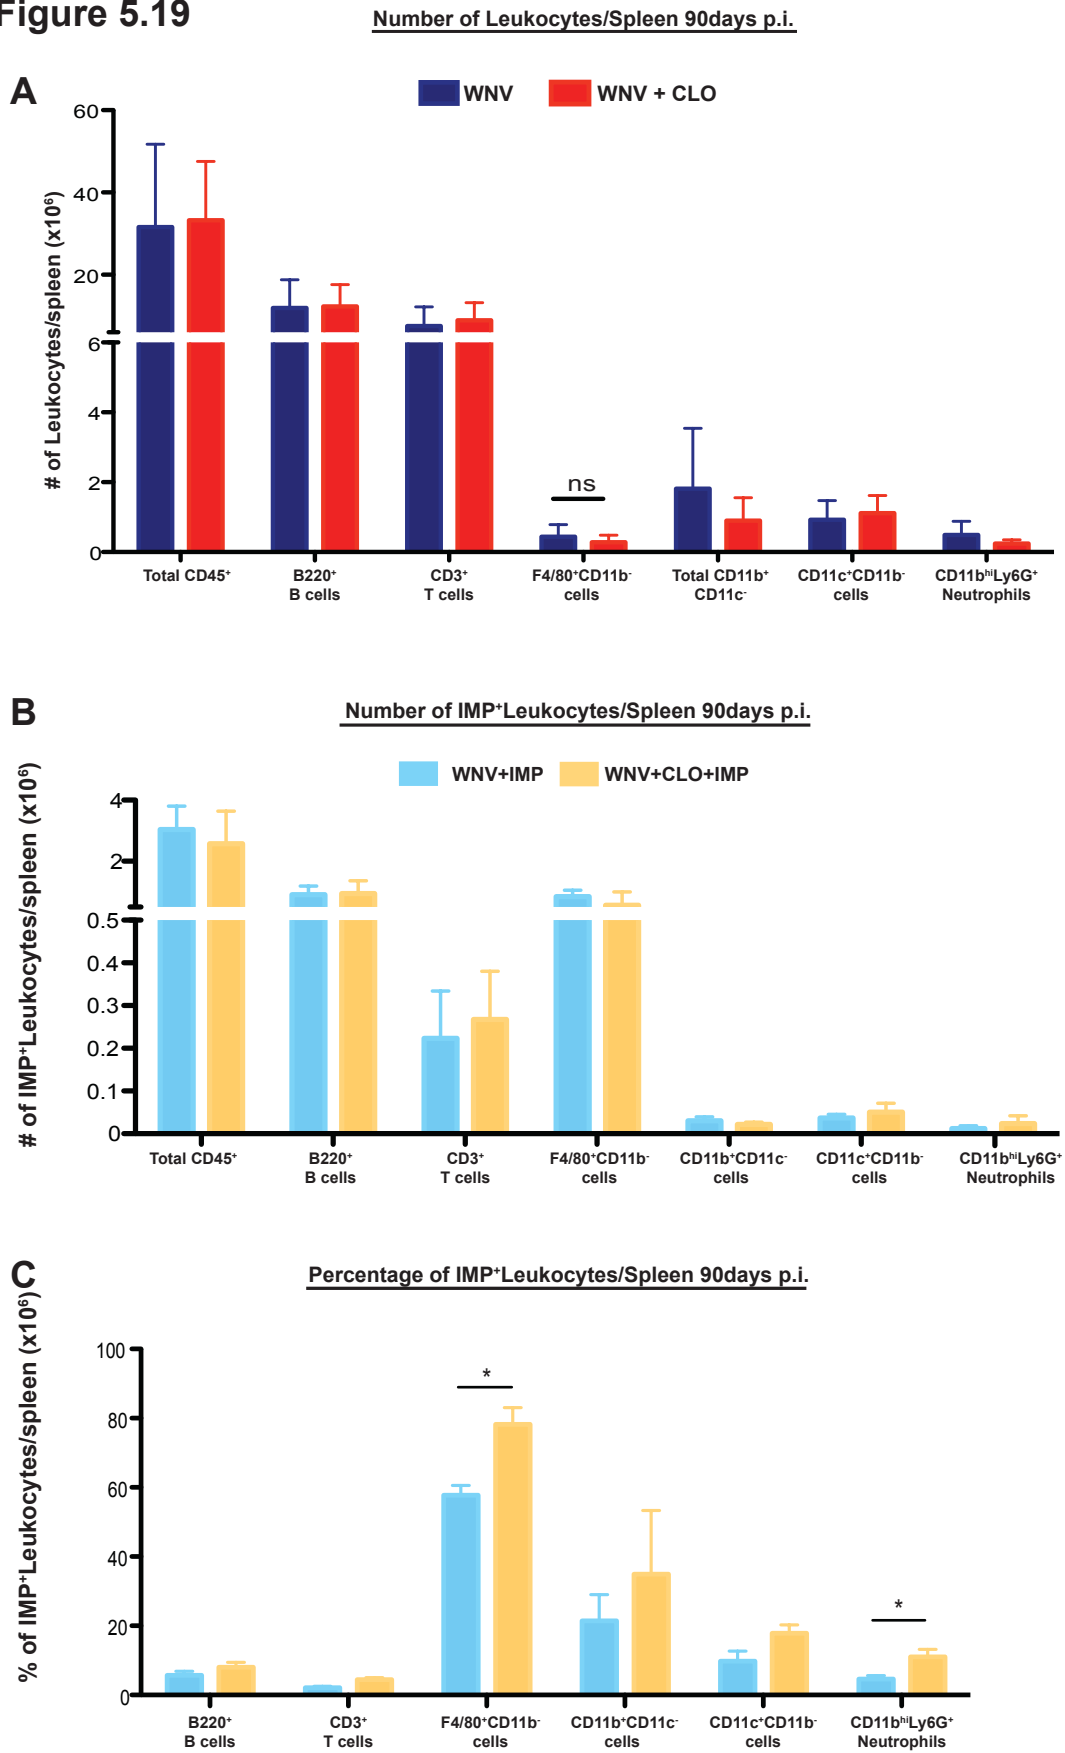 Figure 5.19
Number of Leukocytes/Spleen 90days p.i.
A
WNV
WNV + CLO
# of Leukocytes/spleen (x10⁶)
60
40
20
6
4
2
0
ns
Total CD45⁺
B220⁺
B cells
CD3⁺
T cells
F4/80⁺CD11b⁻
cells
Total CD11b⁺
CD11c⁻
CD11c⁺CD11b⁻
cells
CD11bʰⁱLy6G⁺
Neutrophils
B
Number of IMP⁺Leukocytes/Spleen 90days p.i.
WNV+IMP
WNV+CLO+IMP
# of IMP⁺Leukocytes/spleen (x10⁶)
4
2
0.5
0.4
0.3
0.2
0.1
0
Total CD45⁺
B220⁺
B cells
CD3⁺
T cells
F4/80⁺CD11b⁻
cells
CD11b⁺CD11c⁻
cells
CD11c⁺CD11b⁻
cells
CD11bʰⁱLy6G⁺
Neutrophils
C
Percentage of IMP⁺Leukocytes/Spleen 90days p.i.
% of IMP⁺Leukocytes/spleen (x10⁶)
100
80
60
40
20
0
*
*
B220⁺
B cells
CD3⁺
T cells
F4/80⁺CD11b⁻
cells
CD11b⁺CD11c⁻
cells
CD11c⁺CD11b⁻
cells
CD11bʰⁱLy6G⁺
Neutrophils